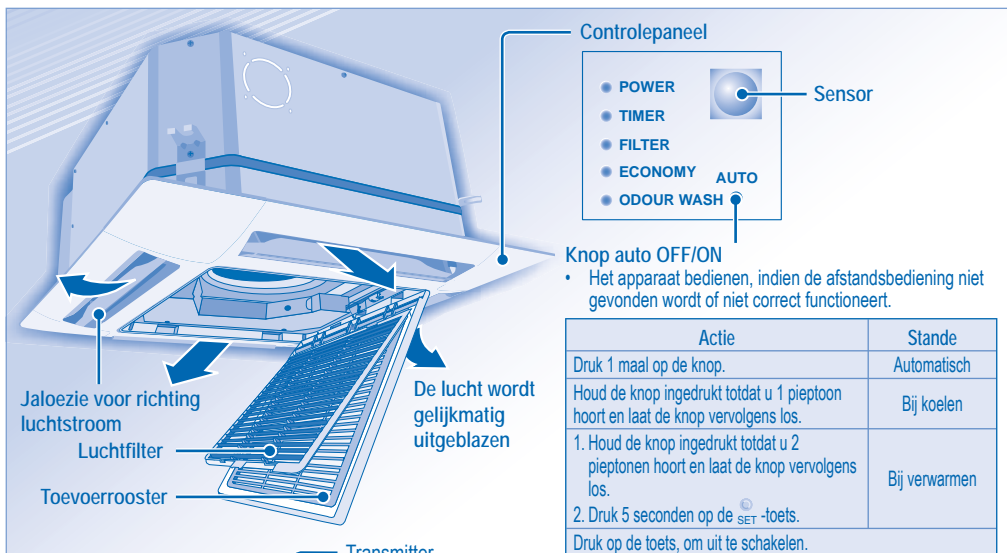 Controlepaneel
POWER
TIMER
FILTER
ECONOMY
ODOUR WASH
AUTO
Sensor
Knop auto OFF/ON
• Het apparaat bedienen, indien de afstandsbediening niet
gevonden wordt of niet correct functioneert.
Actie Stande
Druk 1 maal op de knop. Automatisch
Houd de knop ingedrukt totdat u 1 pieptoon
hoort en laat de knop vervolgens los.
Bij koelen
1. Houd de knop ingedrukt totdat u 2
pieptonen hoort en laat de knop vervolgens
los.
2. Druk 5 seconden op de SET -toets.
Bij verwarmen
Druk op de toets, om uit te schakelen.
Jaloezie voor richting
luchtstroom
Luchtfilter
Toevoerrooster
De lucht wordt
gelijkmatig
uitgeblazen
Transmitter